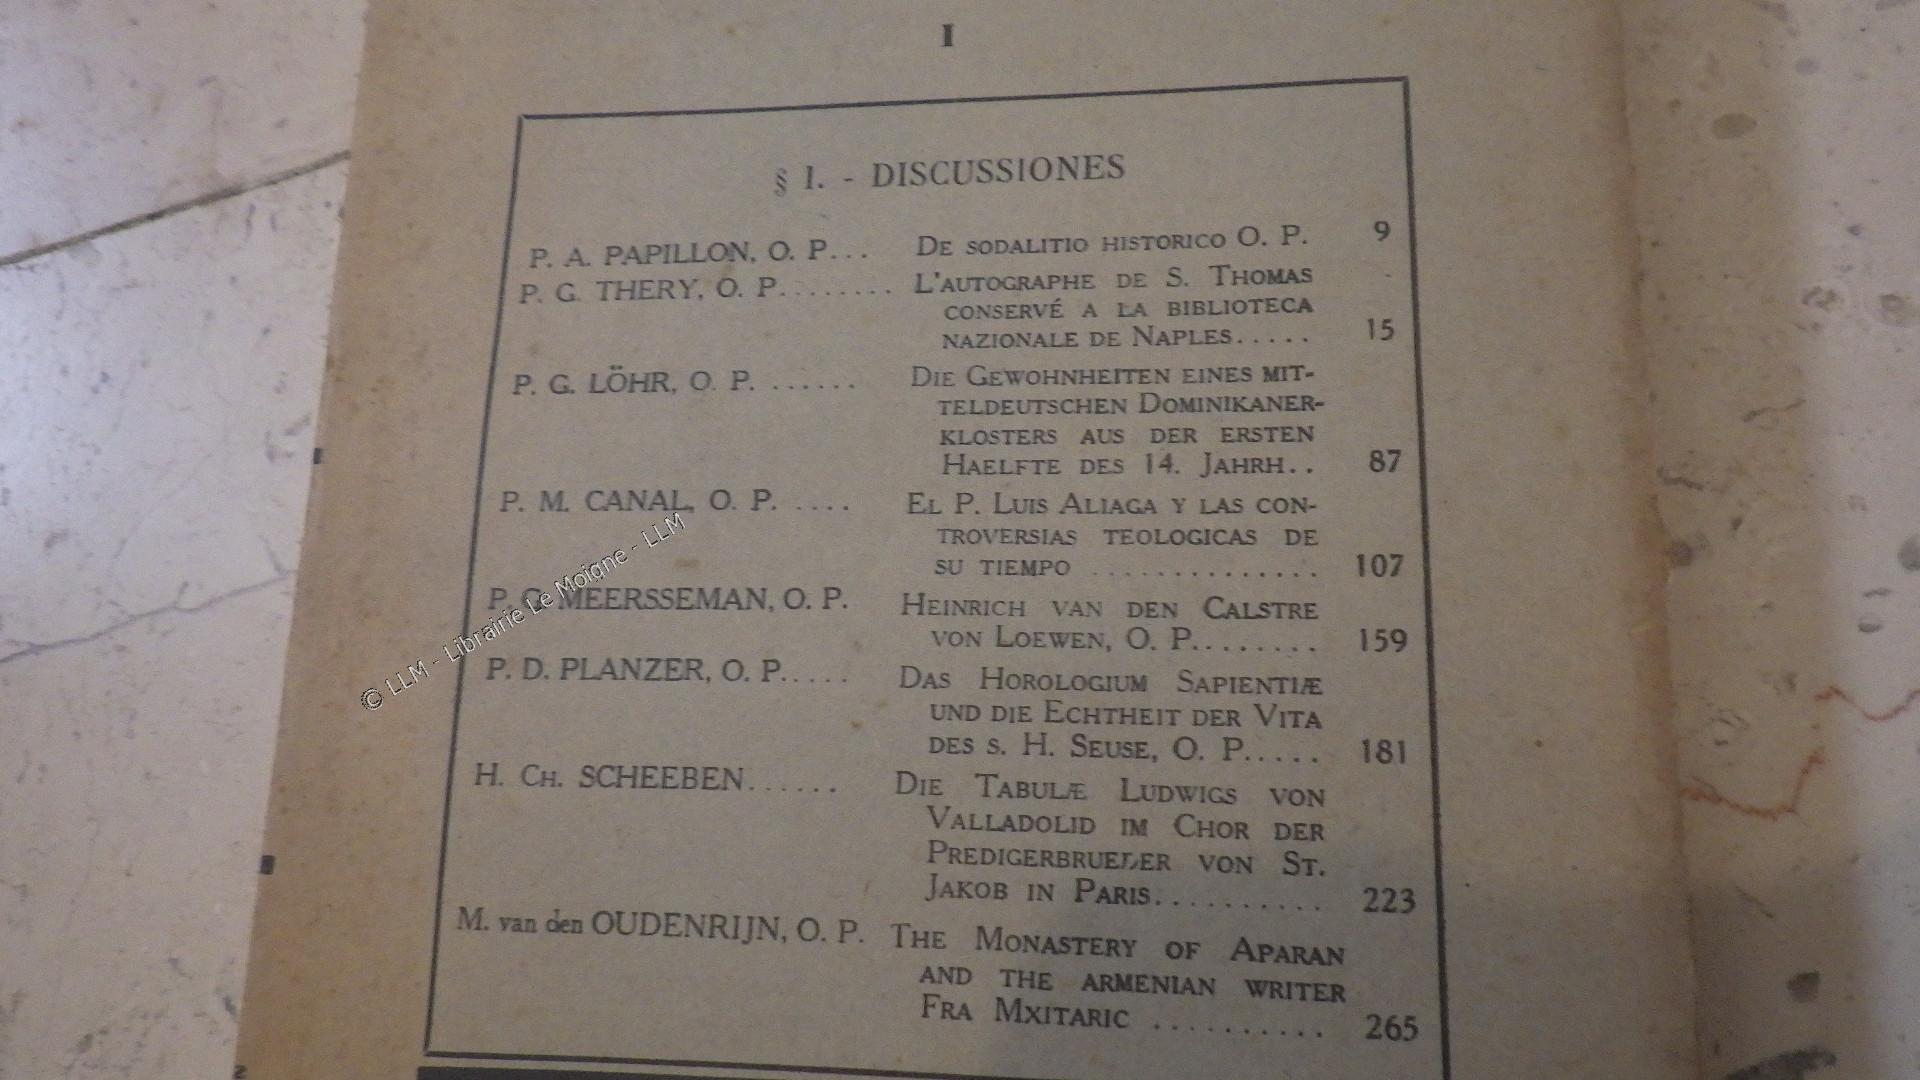 I
§ I. - DISCUSSIONES
P. A. PAPILLON, O. P... DE SODALITIO HISTORICO O. P. 9
P. G. THERY, O. P........ L'AUTOGRAPHE DE S. THOMAS
CONSERVÉ A LA BIBLIOTECA
NAZIONALE DE NAPLES..... 15
P. G. LÖHR, O. P. ...... DIE GEWOHNHEITEN EINES MIT-
TELDEUTSCHEN DOMINIKANER-
KLOSTERS AUS DER ERSTEN
HAELFTE DES 14. JAHRH.. 87
P. M. CANAL, O. P. .... EL P. LUIS ALIAGA Y LAS CON-
TROVERSIAS TEOLOGICAS DE
SU TIEMPO .............. 107
P. G. MEERSSEMAN, O. P. HEINRICH VAN DEN CALSTRE
VON LOEWEN, O. P........ 159
P. D. PLANZER, O. P..... DAS HOROLOGIUM SAPIENTIÆ
UND DIE ECHTHEIT DER VITA
DES S. H. SEUSE, O. P..... 181
H. CH. SCHEEBEN...... DIE TABULÆ LUDWIGS VON
VALLADOLID IM CHOR DER
PREDIGERBRUEDER VON ST.
JAKOB IN PARIS.......... 223
M. van den OUDENRIJN, O. P. THE MONASTERY OF APARAN
AND THE ARMENIAN WRITER
FRA MXITARIC .......... 265
© LLM - Librairie Le Moigne - LLM
2